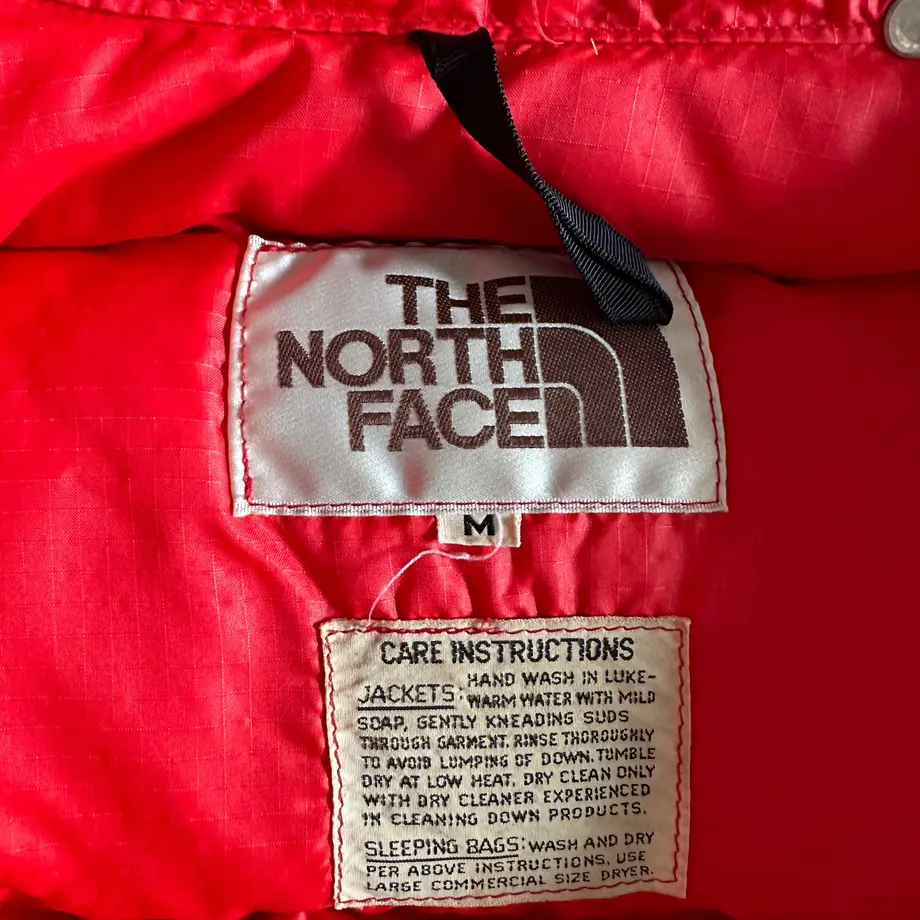 THE
NORTH
FACE
M
CARE INSTRUCTIONS
JACKETS: HAND WASH IN LUKE-
WARM WATER WITH MILD
SOAP, GENTLY KNEADING SUDS
THROUGH GARMENT. RINSE THOROUGHLY
TO AVOID LUMPING OF DOWN. TUMBLE
DRY AT LOW HEAT. DRY CLEAN ONLY
WITH DRY CLEANER EXPERIENCED
IN CLEANING DOWN PRODUCTS.
SLEEPING BAGS: WASH AND DRY
PER ABOVE INSTRUCTIONS. USE
LARGE COMMERCIAL SIZE DRYER.